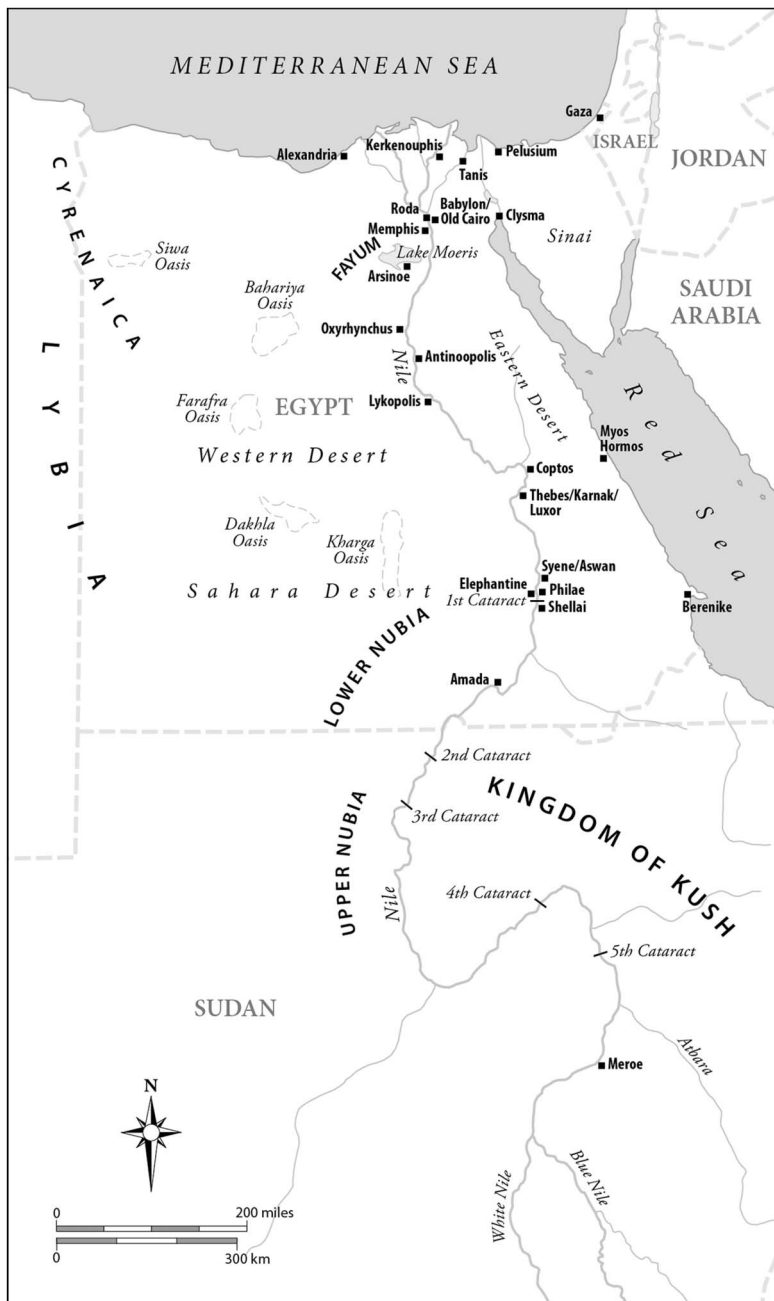 MEDITERRANEAN SEA
Gaza
ISRAEL
JORDAN
Kerkenouphis
Alexandria
Pelusium
Tanis
CYRENAICA
Roda
Babylon/
Old Cairo
Clysma
Memphis
Sinai
FAYUM
Lake Moeris
Siwa
Oasis
Arsinoe
SAUDI
ARABIA
Bahariya
Oasis
Oxyrhynchus
Nile
Antinoopolis
Eastern Desert
LYBIA
Farafra
Oasis
EGYPT
Lykopolis
Red Sea
Myos
Hormos
Western Desert
Coptos
Thebes/Karnak/
Luxor
Dakhla
Oasis
Kharga
Oasis
Syene/Aswan
Sahara Desert
Elephantine
Philae
1st Cataract
Shellai
Berenike
LOWER NUBIA
Amada
2nd Cataract
KINGDOM OF KUSH
3rd Cataract
UPPER NUBIA
Nile
4th Cataract
5th Cataract
SUDAN
Atbara
Meroe
N
White Nile
Blue Nile
0
200 miles
0
300 km